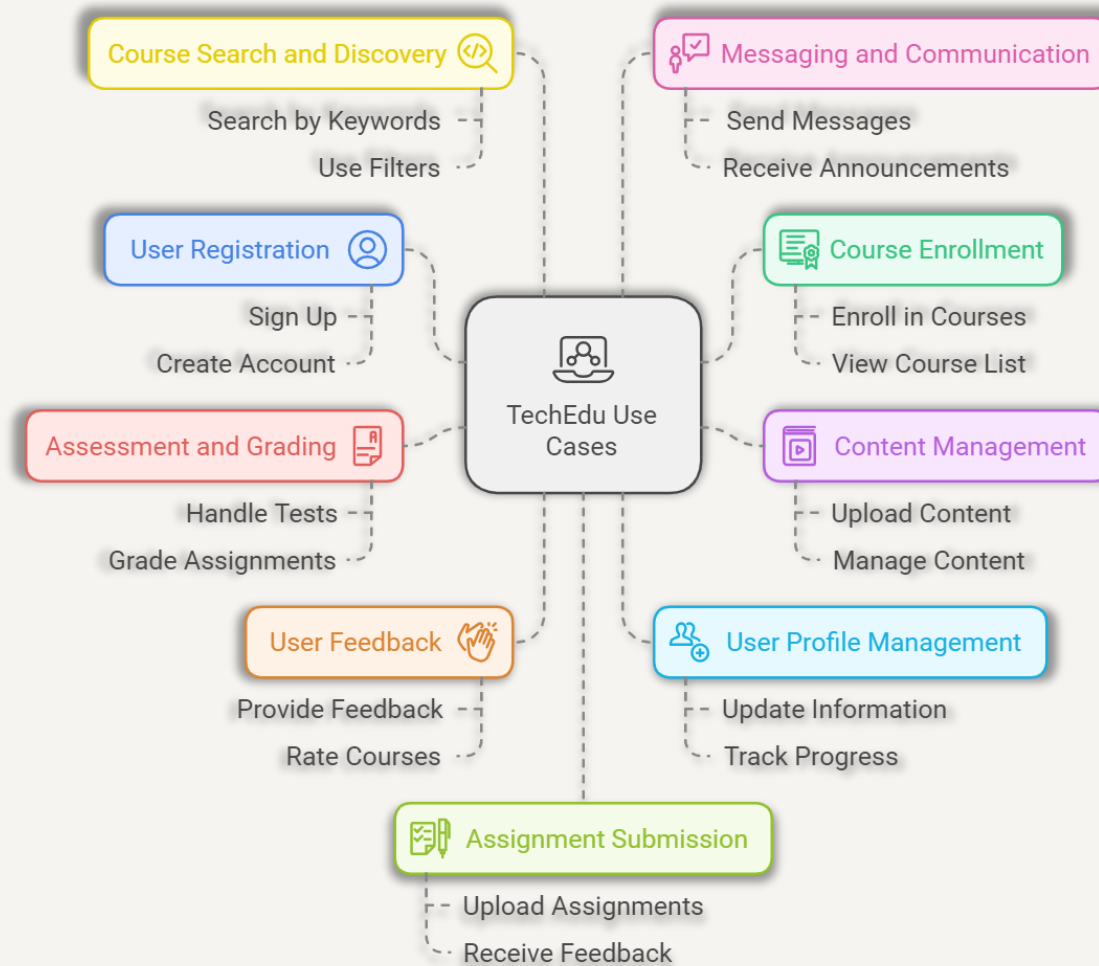 Course Search and Discovery
Search by Keywords
Use Filters
Messaging and Communication
Send Messages
Receive Announcements
User Registration
Sign Up
Create Account
Course Enrollment
Enroll in Courses
View Course List
TechEdu Use
Cases
Assessment and Grading
Handle Tests
Grade Assignments
Content Management
Upload Content
Manage Content
User Feedback
Provide Feedback
Rate Courses
User Profile Management
Update Information
Track Progress
Assignment Submission
Upload Assignments
Receive Feedback